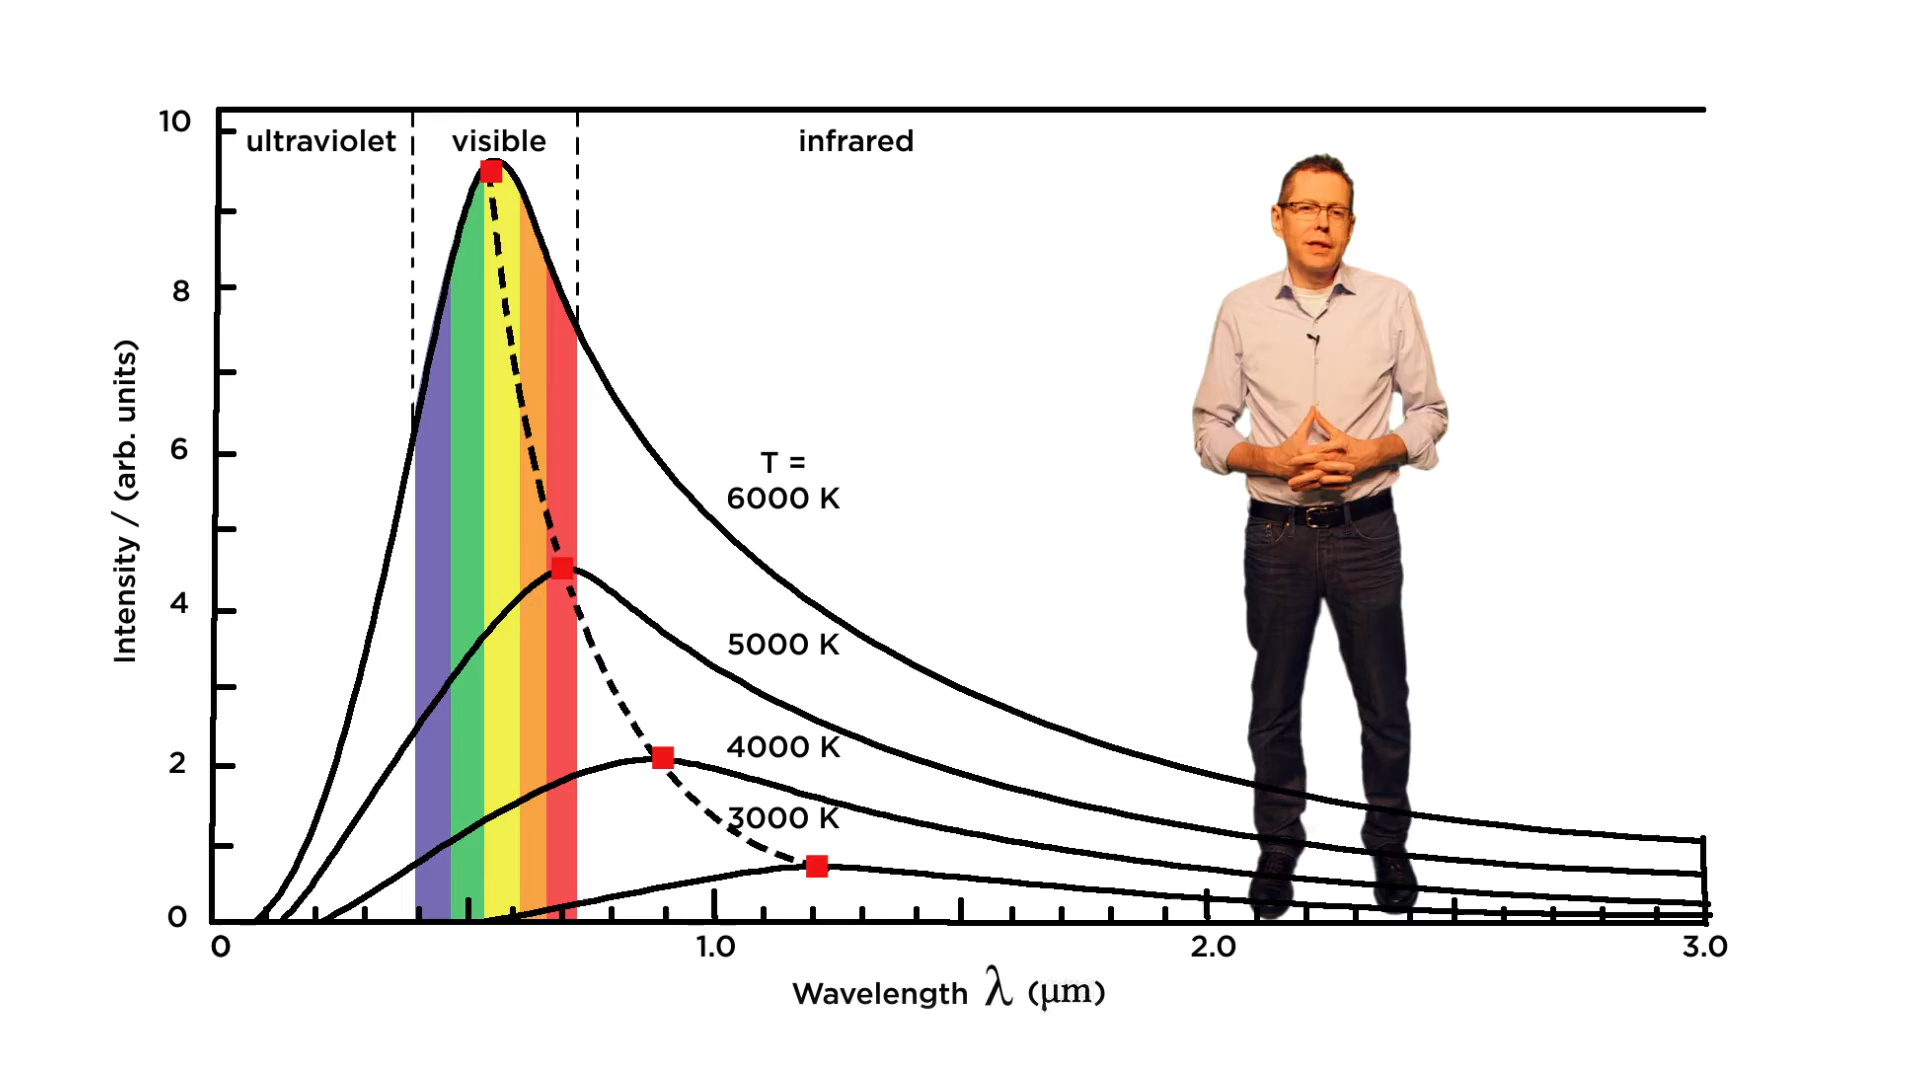 10
ultraviolet
visible
infrared
8
6
4
2
0
Intensity / (arb. units)
T =
6000 K
5000 K
4000 K
3000 K
0
1.0
2.0
3.0
Wavelength λ (μm)